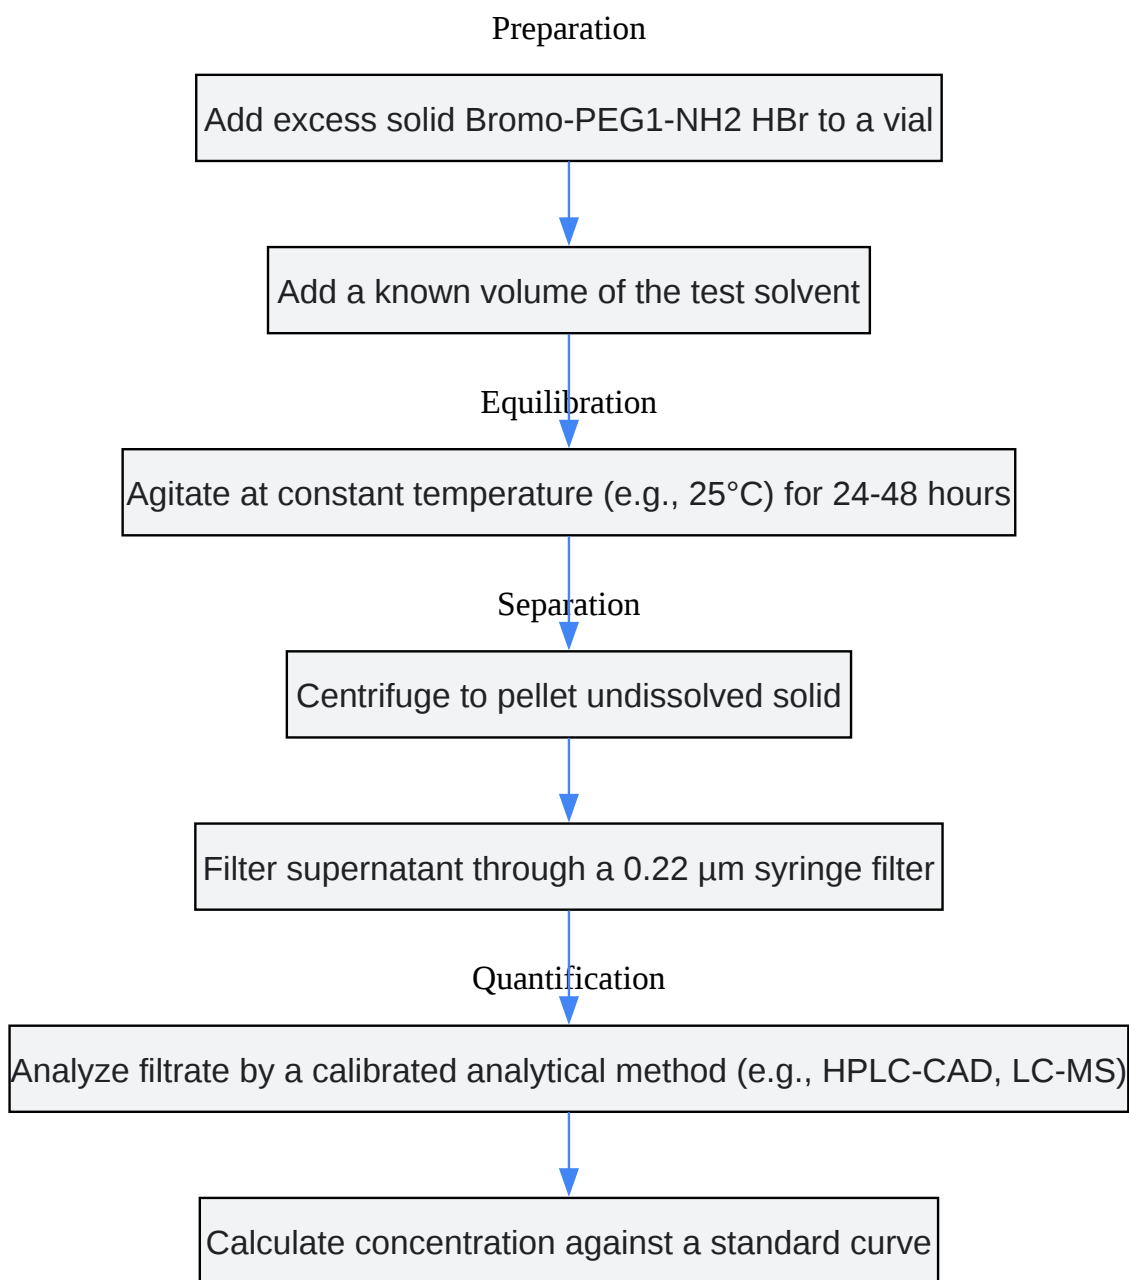 Preparation
Add excess solid Bromo-PEG1-NH2 HBr to a vial
Add a known volume of the test solvent
Equilibration
Agitate at constant temperature (e.g., 25°C) for 24-48 hours
Separation
Centrifuge to pellet undissolved solid
Filter supernatant through a 0.22 µm syringe filter
Quantification
Analyze filtrate by a calibrated analytical method (e.g., HPLC-CAD, LC-MS)
Calculate concentration against a standard curve